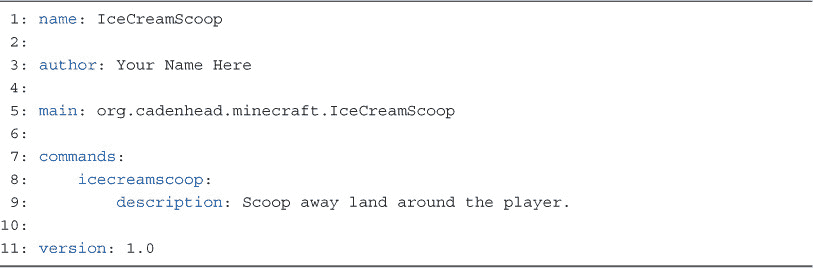 1: name: IceCreamScoop
2:
3: author: Your Name Here
4:
5: main: org.cadenhead.minecraft.IceCreamScoop
6:
7: commands:
8:     icecreamscoop:
9:         description: Scoop away land around the player.
10:
11: version: 1.0